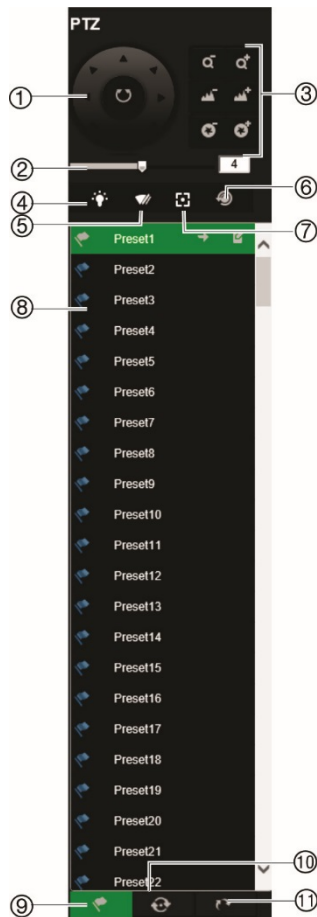 PTZ
①
③
②
4
④
⑥
⑤
⑦
Preset1
Preset2
⑧
Preset3
Preset4
Preset5
Preset6
Preset7
Preset8
Preset9
Preset10
Preset11
Preset12
Preset13
Preset14
Preset15
Preset16
Preset17
Preset18
Preset19
Preset20
Preset21
⑩
Preset22
⑨
⑪